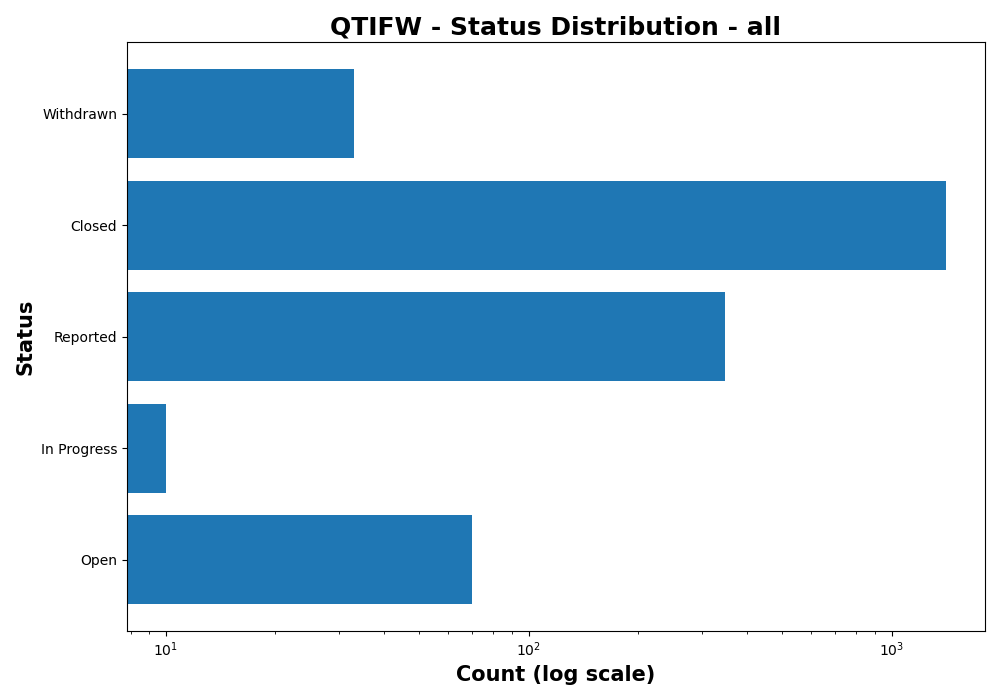 QTIFW - Status Distribution - all
Withdrawn
Closed
Reported
In Progress
Open
Status
10¹
10²
10³
Count (log scale)